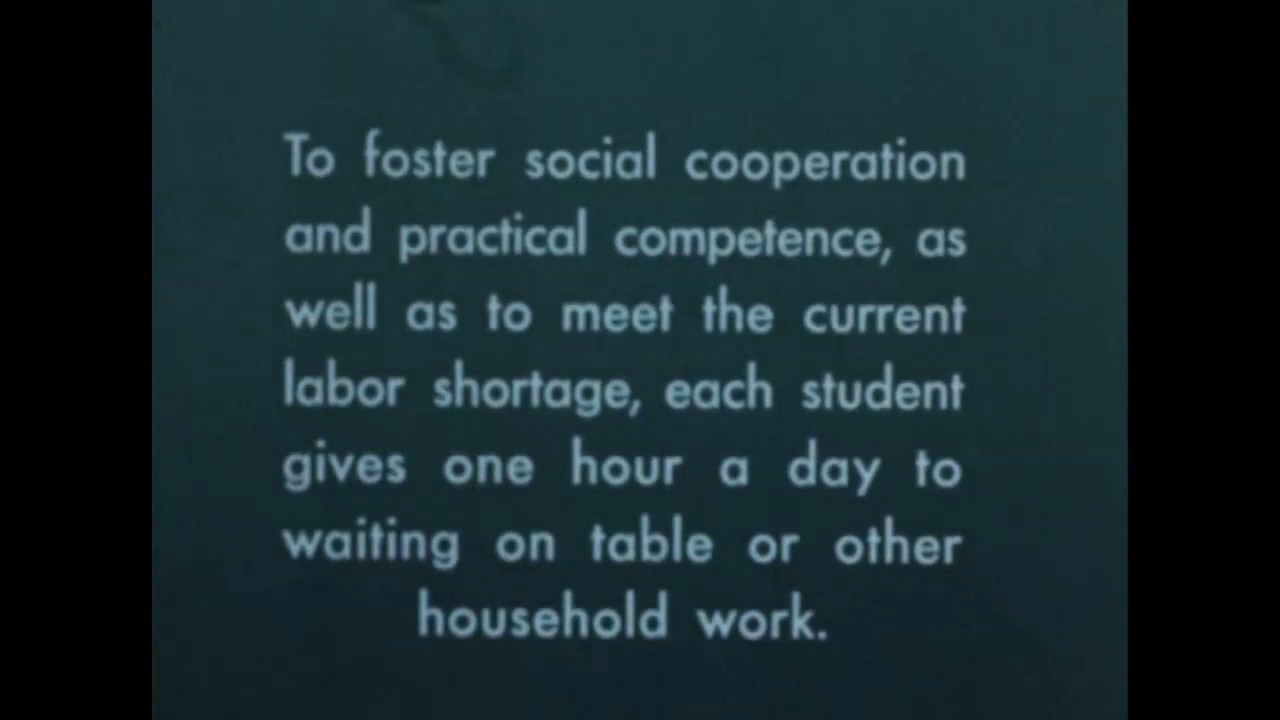 To foster social cooperation
and practical competence, as
well as to meet the current
labor shortage, each student
gives one hour a day to
waiting on table or other
household work.